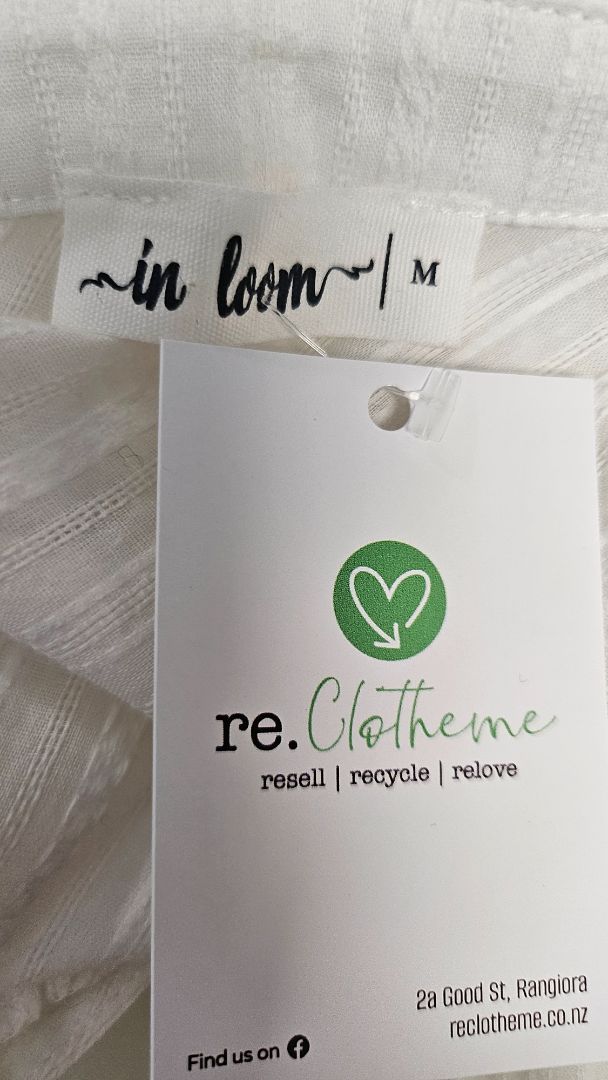 in loom | M
re.Clotheme
resell | recycle | relove
2a Good St, Rangiora
reclotheme.co.nz
Find us on